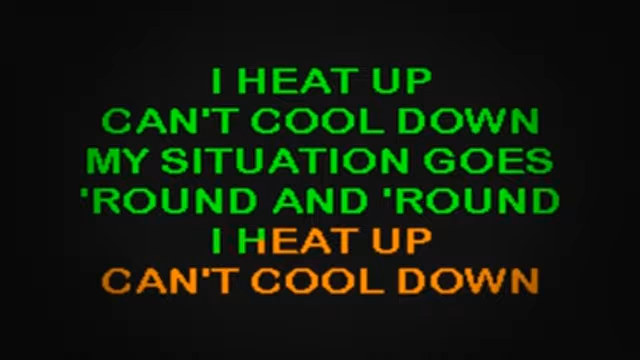 I HEAT UP
CAN'T COOL DOWN
MY SITUATION GOES
'ROUND AND 'ROUND
I HEAT UP
CAN'T COOL DOWN